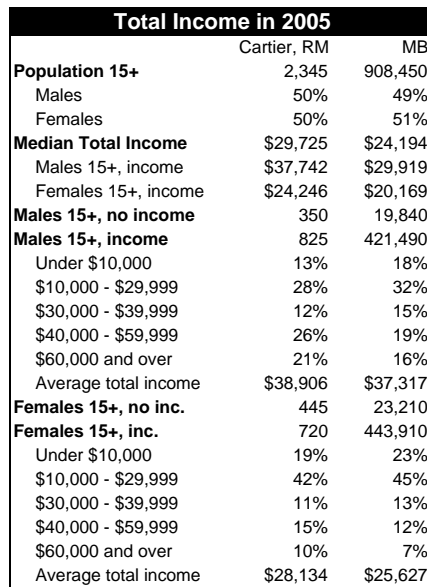 Total Income in 2005
Cartier, RM MB
Population 15+ 2,345 908,450
Males 50% 49%
Females 50% 51%
Median Total Income $29,725 $24,194
Males 15+, income $37,742 $29,919
Females 15+, income $24,246 $20,169
Males 15+, no income 350 19,840
Males 15+, income 825 421,490
Under $10,000 13% 18%
$10,000 - $29,999 28% 32%
$30,000 - $39,999 12% 15%
$40,000 - $59,999 26% 19%
$60,000 and over 21% 16%
Average total income $38,906 $37,317
Females 15+, no inc. 445 23,210
Females 15+, inc. 720 443,910
Under $10,000 19% 23%
$10,000 - $29,999 42% 45%
$30,000 - $39,999 11% 13%
$40,000 - $59,999 15% 12%
$60,000 and over 10% 7%
Average total income $28,134 $25,627